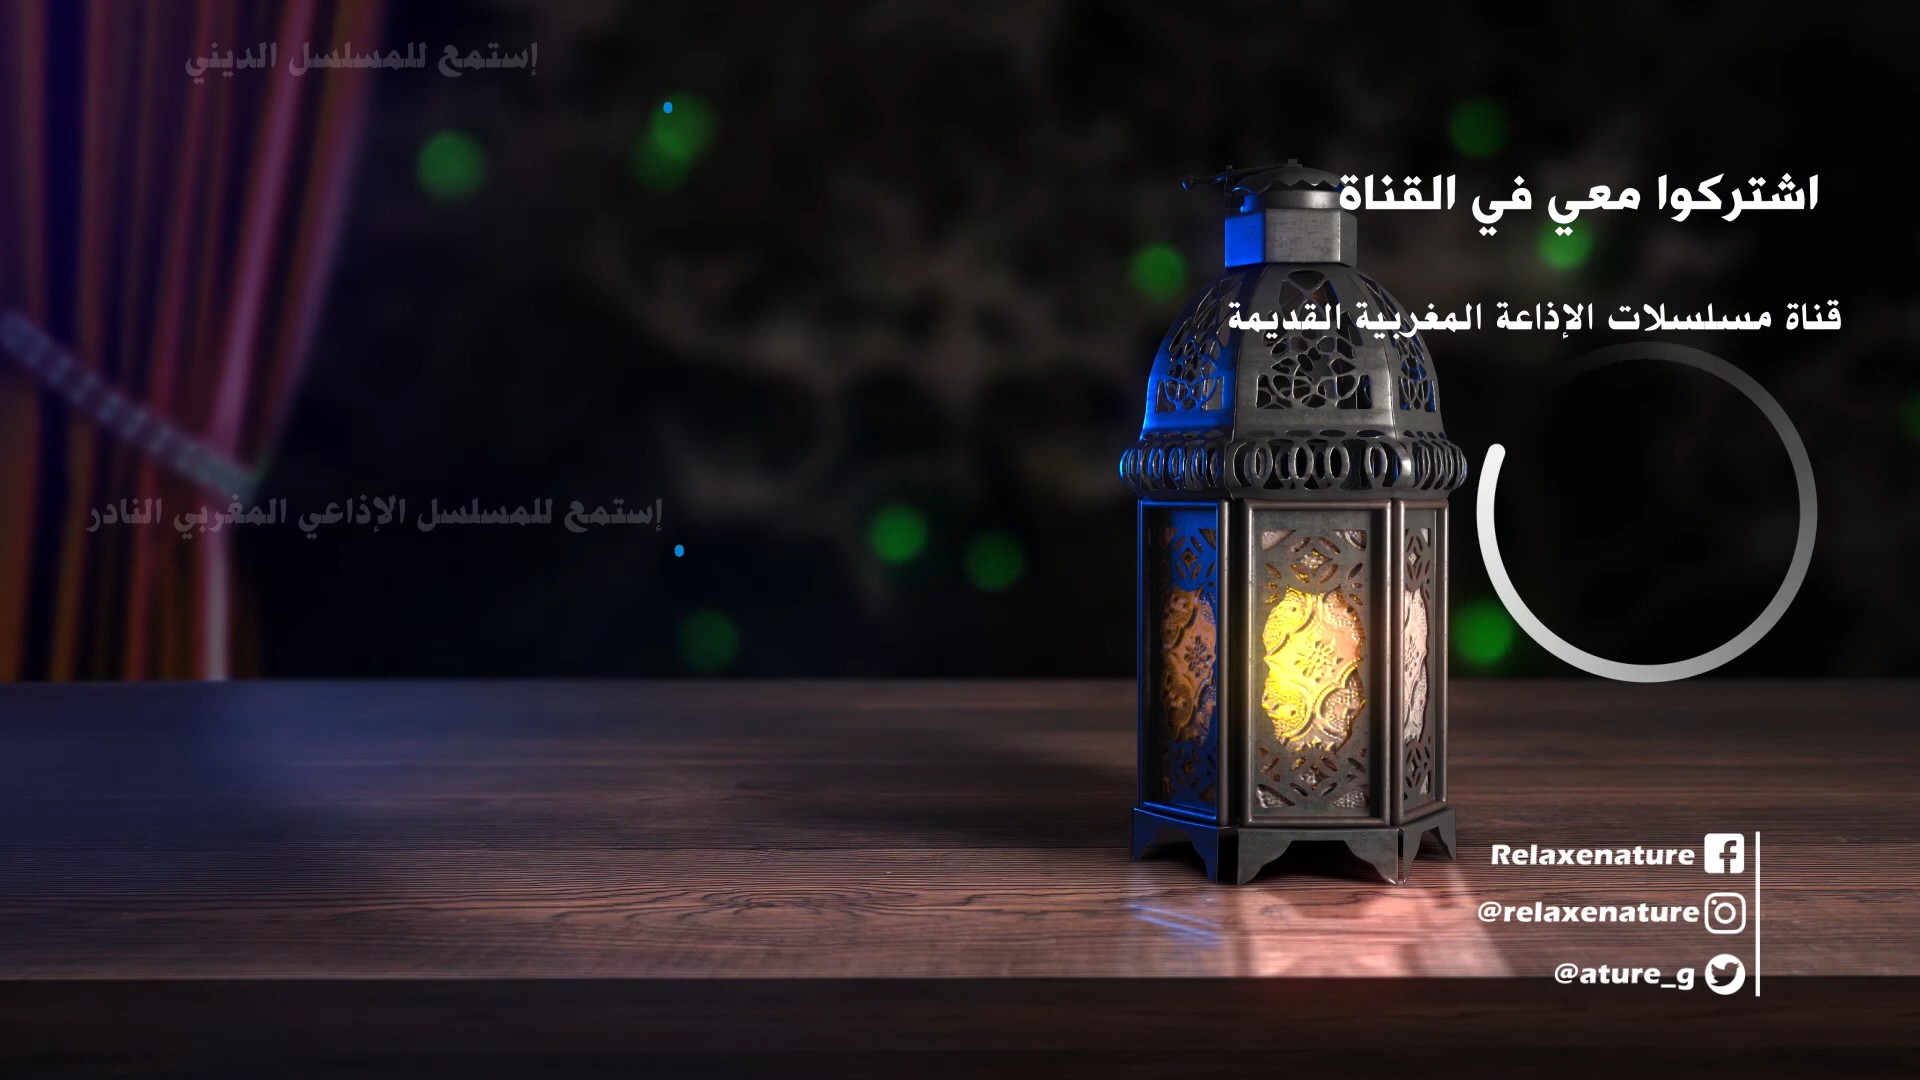 إستمع للمسلسل الديني
اشتركوا معي في القناة
قناة مسلسلات الإذاعة المغربية القديمة
إستمع للمسلسل الإذاعي المغربي النادر
Relaxenature
@relaxenature
@ature_g